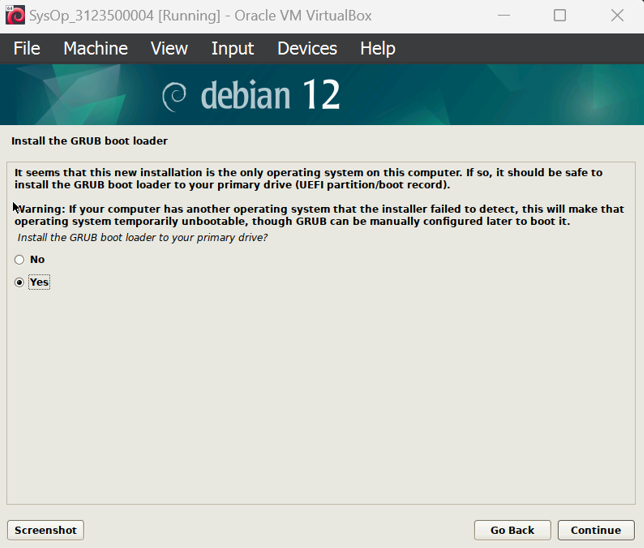 SysOp_3123500004 [Running] - Oracle VM VirtualBox
File Machine View Input Devices Help
debian 12
Install the GRUB boot loader
It seems that this new installation is the only operating system on this computer. If so, it should be safe to
install the GRUB boot loader to your primary drive (UEFI partition/boot record).
Warning: If your computer has another operating system that the installer failed to detect, this will make that
operating system temporarily unbootable, though GRUB can be manually configured later to boot it.
Install the GRUB boot loader to your primary drive?
No
Yes
Screenshot Go Back Continue